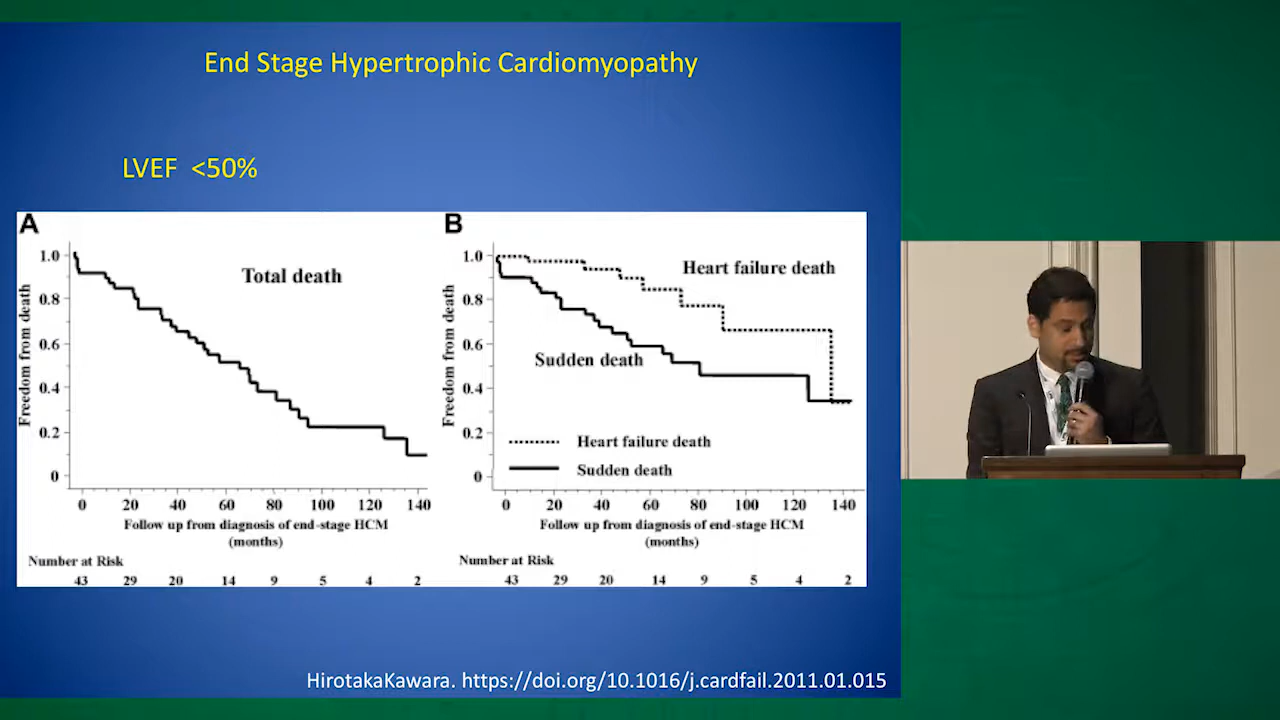 End Stage Hypertrophic Cardiomyopathy
LVEF <50%
A
Total death
Freedom from death
1.0
0.8
0.6
0.4
0.2
0
0 20 40 60 80 100 120 140
Follow up from diagnosis of end-stage HCM
(months)
Number at Risk
43 29 20 14 9 5 4 2
B
Heart failure death
Sudden death
Freedom from death
1.0
0.8
0.6
0.4
0.2
0
Heart failure death
Sudden death
0 20 40 60 80 100 120 140
Follow up from diagnosis of end-stage HCM
(months)
Number at Risk
43 29 20 14 9 5 4 2
HirotakaKawara. https://doi.org/10.1016/j.cardfail.2011.01.015